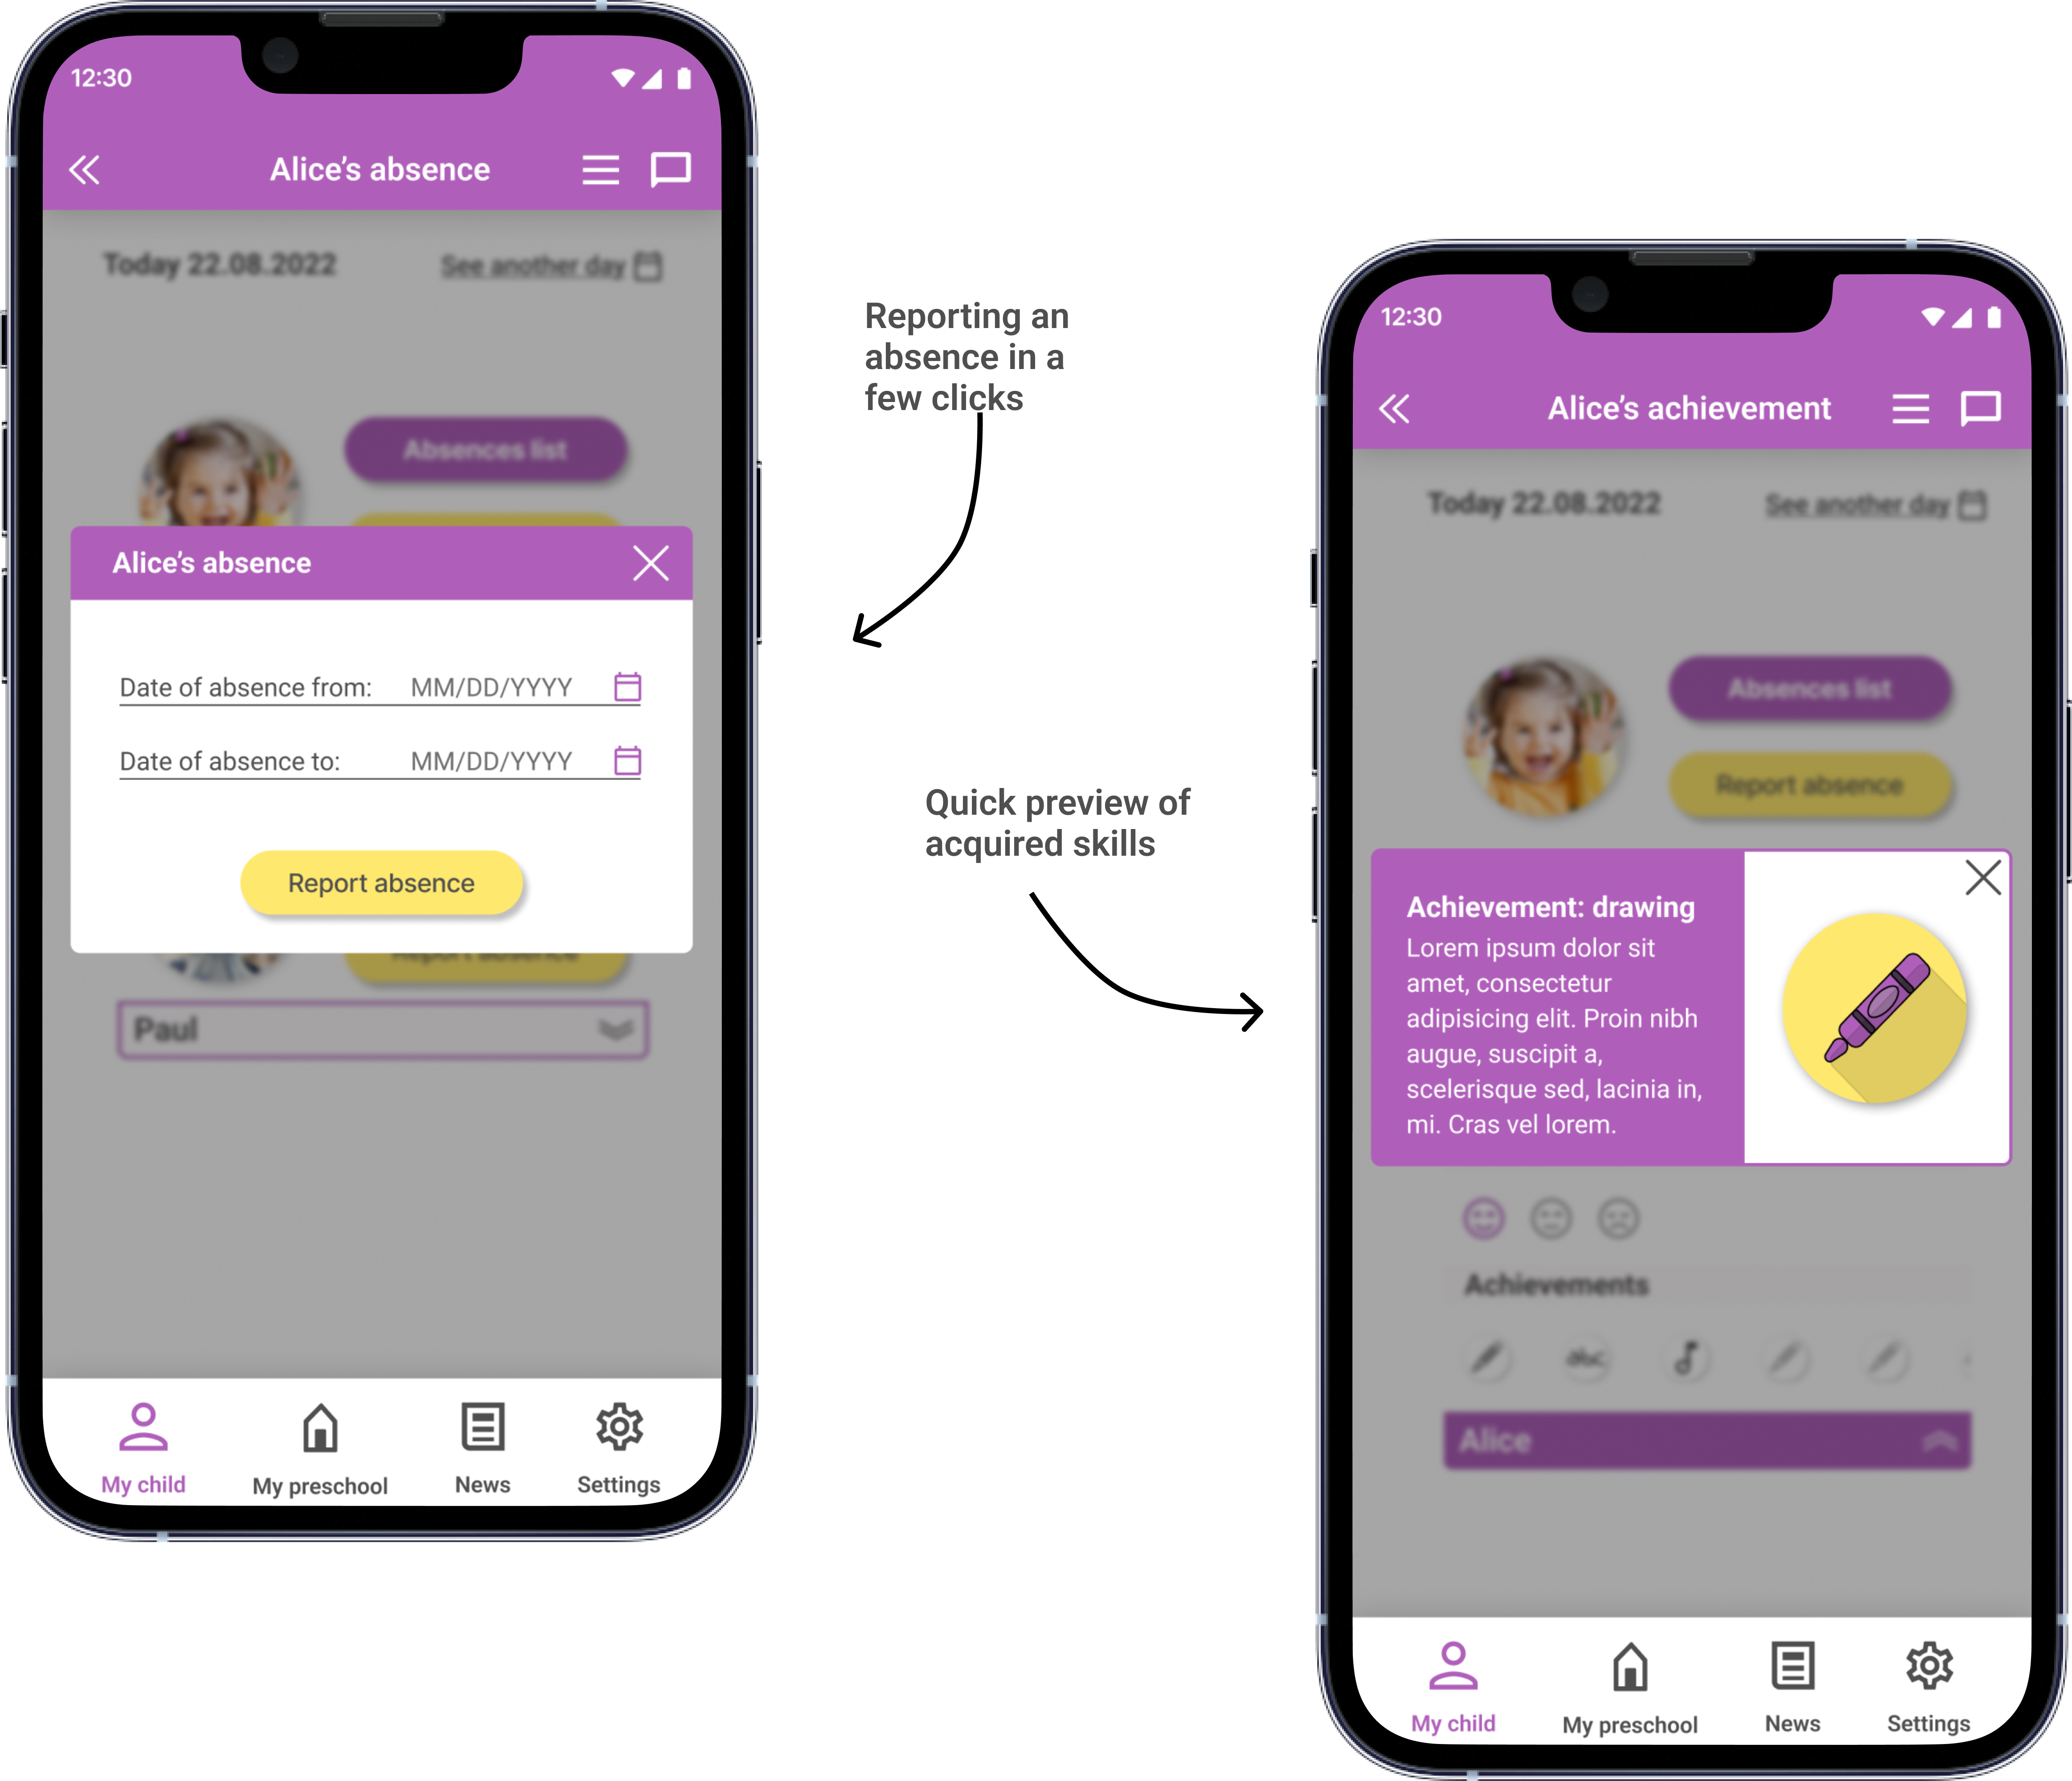 12:30
Alice's absence
Today 22.08.2022
See another day
Absences list
Alice's absence
Date of absence from: MM/DD/YYYY
Date of absence to: MM/DD/YYYY
Report absence
Report absence
Paul
My child
My preschool
News
Settings
Reporting an
absence in a
few clicks
Quick preview of
acquired skills
12:30
Alice's achievement
Today 22.08.2022
See another day
Absences list
Report absence
Achievement: drawing
Lorem ipsum dolor sit
amet, consectetur
adipisicing elit. Proin nibh
augue, suscipit a,
scelerisque sed, lacinia in,
mi. Cras vel lorem.
Achievements
abc
Alice
My child
My preschool
News
Settings